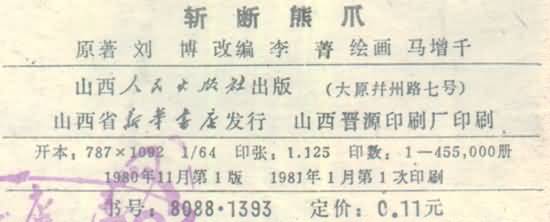 斩断熊爪
原著 刘 博 改编 李 菁 绘画 马增千
山西人民出版社出版 (太原并州路七号)
山西省新华书店发行 山西晋源印刷厂印刷
开本: 787×1092 1/64 印张: 1.125 印数: 1—455,000册
1980年11月第1版 1981年1月第1次印刷
书号: 8088·1393 定价: 0.11元